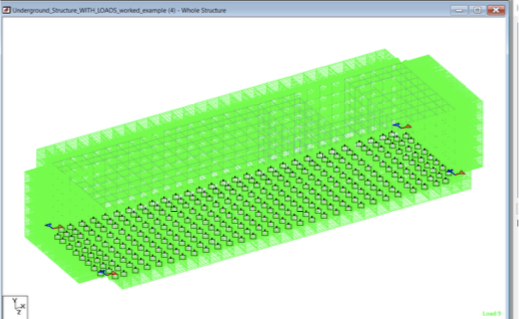 Underground_Structure_WITH_LOADS_worked_example (4) - Whole Structure
Y
X
Z
Load 5